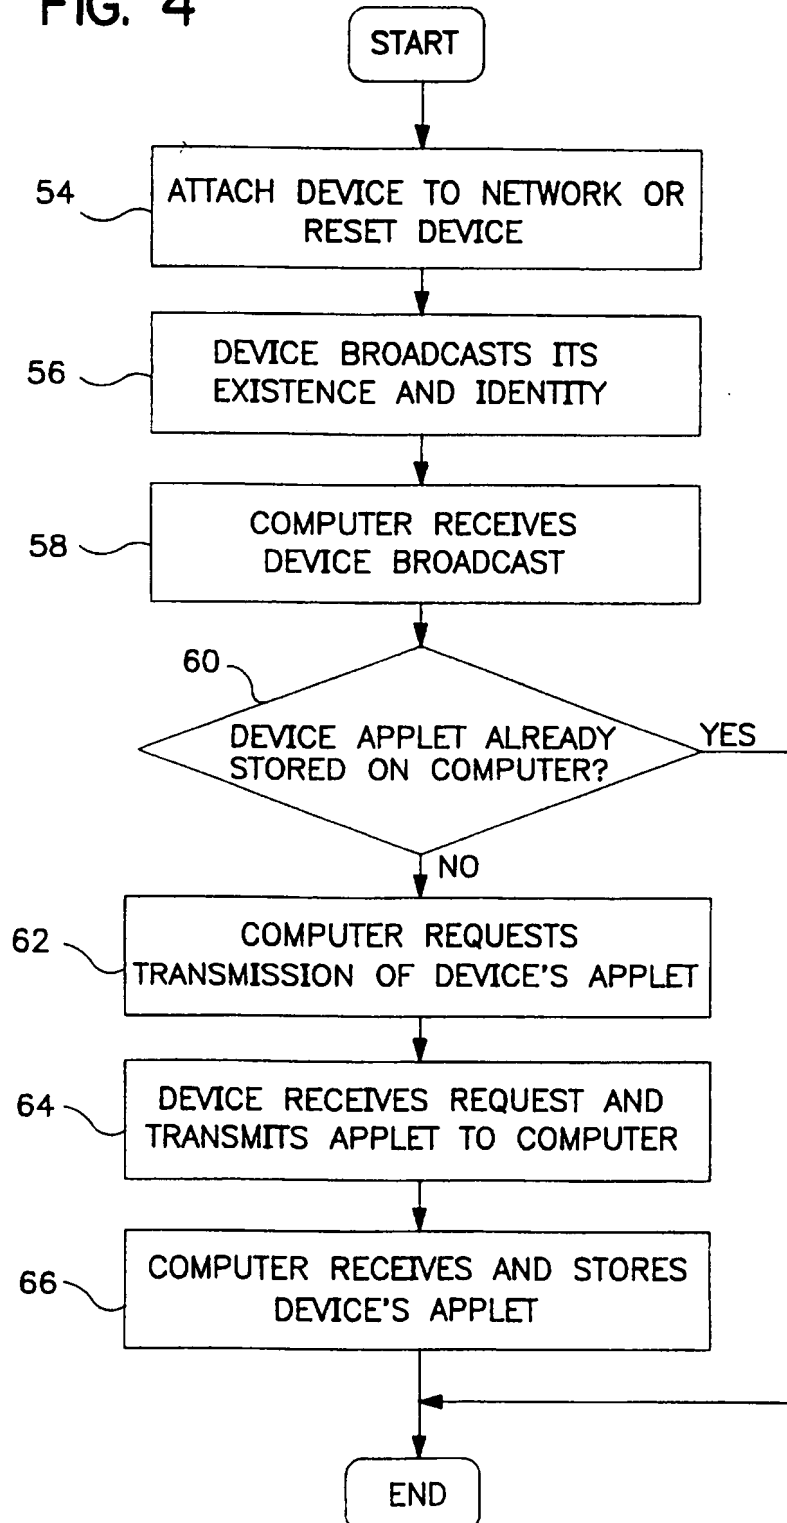 FIG. 4
START
54
ATTACH DEVICE TO NETWORK OR
RESET DEVICE
56
DEVICE BROADCASTS ITS
EXISTENCE AND IDENTITY
58
COMPUTER RECEIVES
DEVICE BROADCAST
60
DEVICE APPLET ALREADY
STORED ON COMPUTER?
YES
NO
62
COMPUTER REQUESTS
TRANSMISSION OF DEVICE'S APPLET
64
DEVICE RECEIVES REQUEST AND
TRANSMITS APPLET TO COMPUTER
66
COMPUTER RECEIVES AND STORES
DEVICE'S APPLET
END